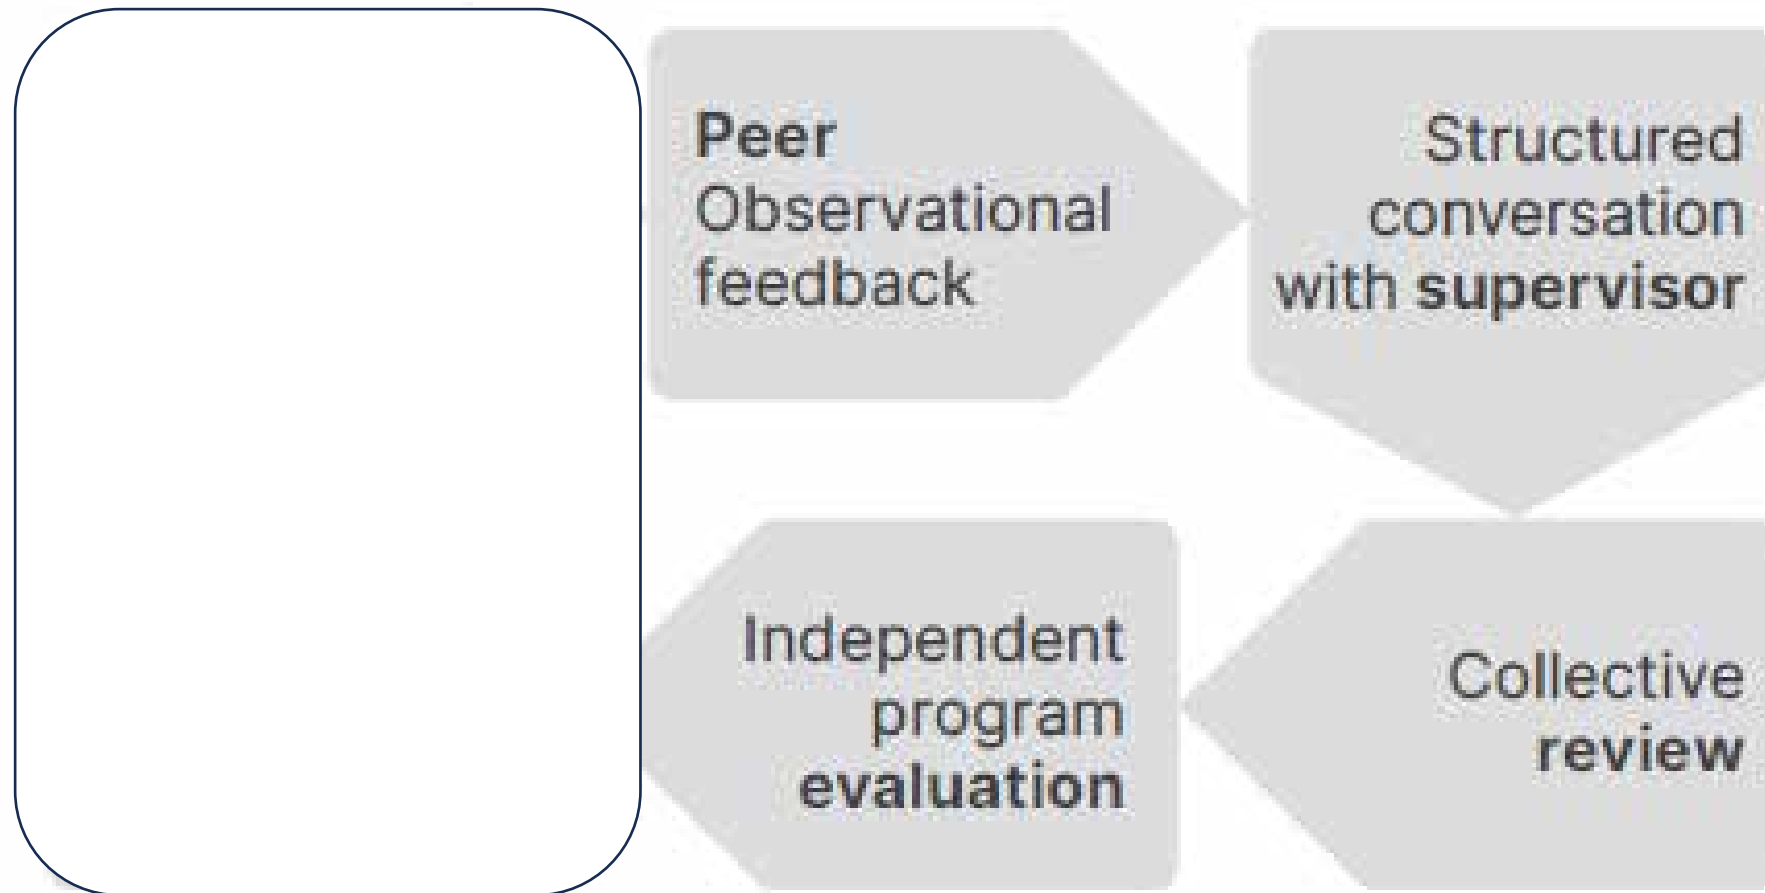 Peer
Observational
feedback
Structured
conversation
with supervisor
Collective
review
Independent
program
evaluation